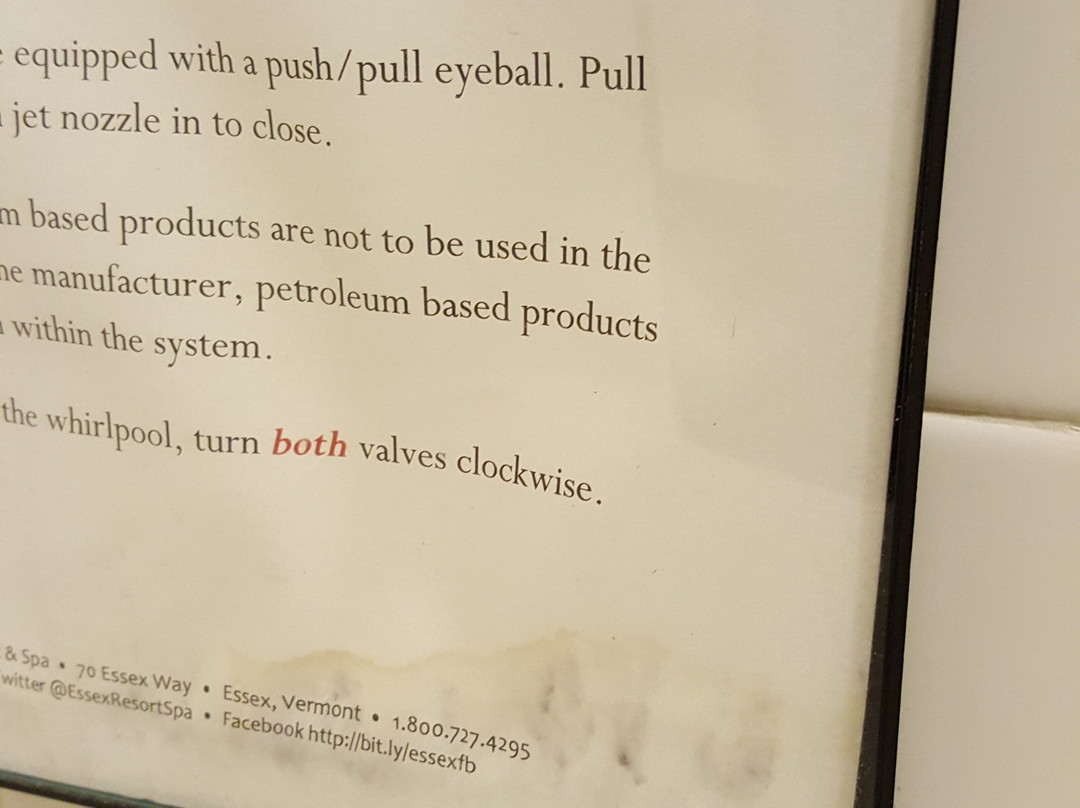 equipped with a push/pull eyeball. Pull
jet nozzle in to close.
based products are not to be used in the
manufacturer, petroleum based products
within the system.
the whirlpool, turn both valves clockwise.
& Spa • 70 Essex Way • Essex, Vermont • 1.800.727.4295
witter @EssexResortSpa • Facebook http://bit.ly/essexfb